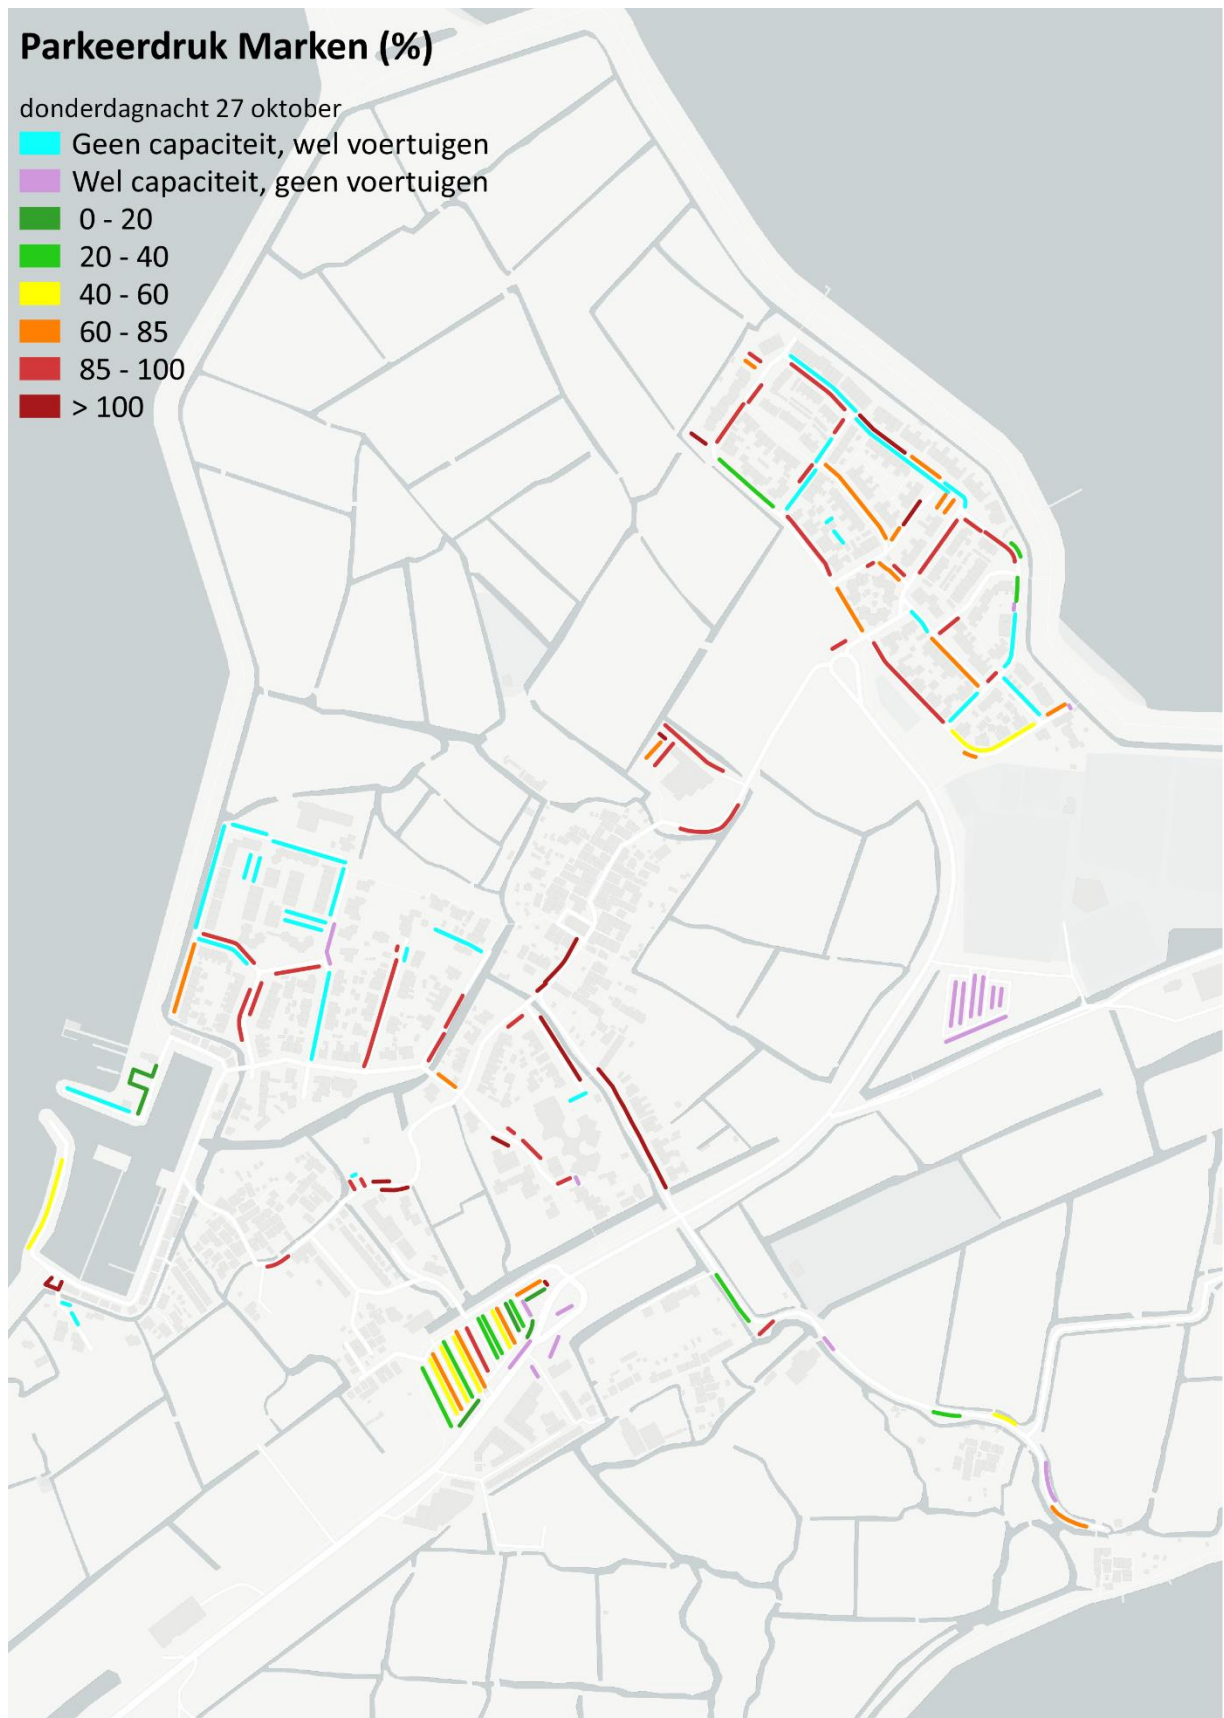 Parkeerdruk Marken (%)
donderdagnacht 27 oktober
Geen capaciteit, wel voertuigen
Wel capaciteit, geen voertuigen
0 - 20
20 - 40
40 - 60
60 - 85
85 - 100
> 100